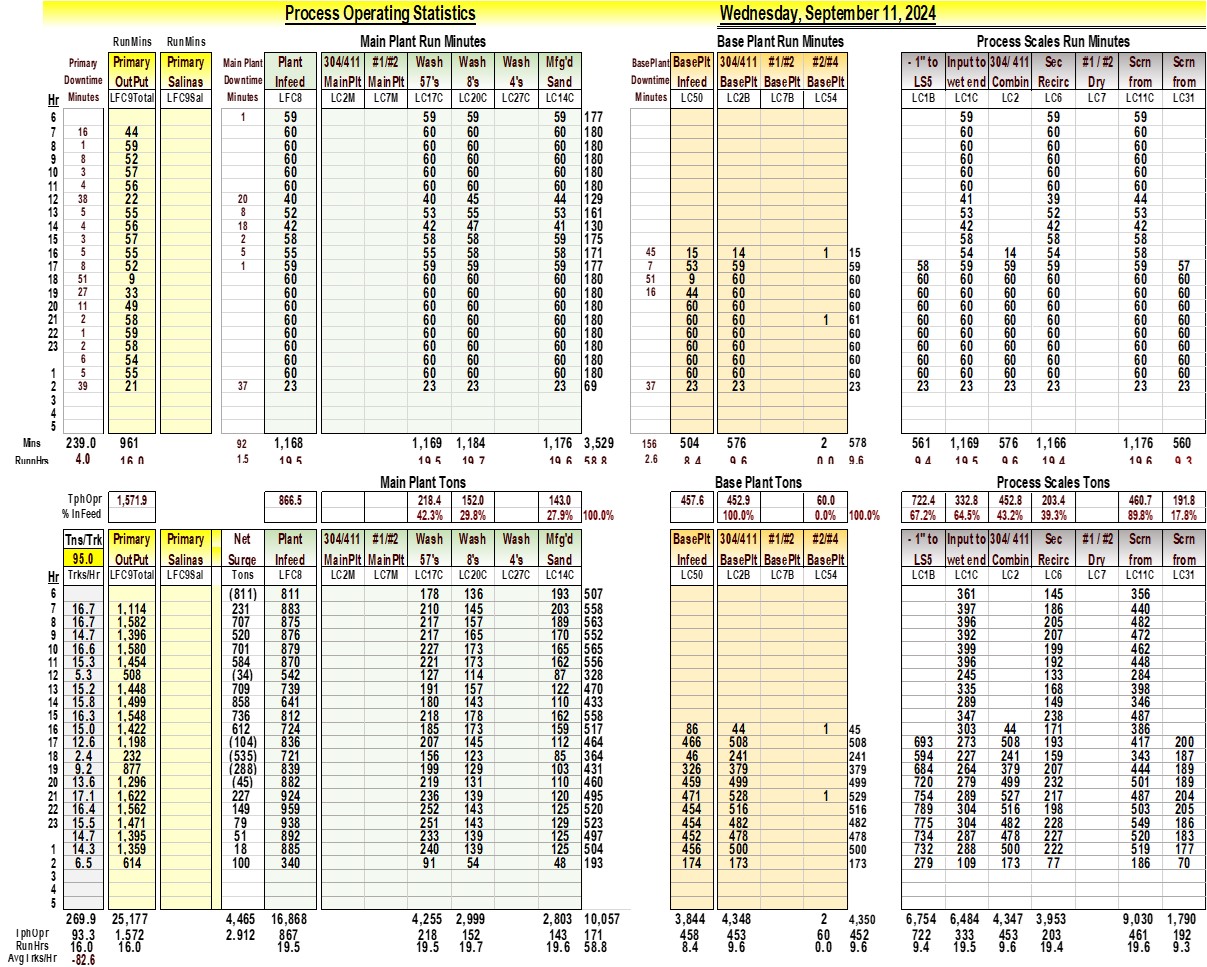 Process Operating Statistics Wednesday, September 11, 2024
RunMins RunMins Main Plant Run Minutes Base Plant Run Minutes Process Scales Run Minutes
Primary Primary Primary Main Plant Plant 304/411 #1/#2 Wash Wash Wash Mfg'd BasePlant BasePlt 304/411 #1/#2 #2/#4 - 1" to Input to 304/ 411 Sec #1 / #2 Scrn Scrn
Downtime OutPut Salinas Downtime Infeed MainPlt MainPlt 57's 8's 4's Sand Downtime Infeed BasePlt BasePlt BasePlt LS5 wet end Combin Recirc Dry from from
Hr Minutes LFC9Total LFC9Sal Minutes LFC8 LC2M LC7M LC17C LC20C LC27C LC14C Minutes LC50 LC2B LC7B LC54 LC1B LC1C LC2 LC6 LC7 LC11C LC31
6 1 59 59 59 59 177 59 59 59
7 16 44 60 60 60 60 180 60 60 60
8 1 59 60 60 60 60 180 60 60 60
9 8 52 60 60 60 60 180 60 60 60
10 3 57 60 60 60 60 180 60 60 60
11 4 56 60 60 60 60 180 60 60 60
12 38 22 20 40 40 45 44 129 41 39 44
13 5 55 8 52 53 55 53 161 53 52 53
14 4 56 18 42 42 47 41 130 42 42 42
15 3 57 2 58 58 58 59 175 58 58 58
16 5 55 5 55 55 58 58 171 45 15 14 1 15 54 14 54 58
17 8 52 1 59 59 59 59 177 7 53 59 59 58 59 59 59 59 57
18 51 9 60 60 60 60 180 51 9 60 60 60 60 60 60 60 60
19 27 33 60 60 60 60 180 16 44 60 60 60 60 60 60 60 60
20 11 49 60 60 60 60 180 60 60 60 60 60 60 60 60 60
21 2 58 60 60 60 60 180 60 60 1 61 60 60 60 60 60 60
22 1 59 60 60 60 60 180 60 60 60 60 60 60 60 60 60
23 2 58 60 60 60 60 180 60 60 60 60 60 60 60 60 60
6 54 60 60 60 60 180 60 60 60 60 60 60 60 60 60
1 5 55 60 60 60 60 180 60 60 60 60 60 60 60 60 60
2 39 21 37 23 23 23 23 69 37 23 23 23 23 23 23 23 23 23
3
4
5
Mins 239.0 961 92 1,168 1,169 1,184 1,176 3,529 156 504 576 2 578 561 1,169 576 1,166 1,176 560
RunnHrs 4.0 16.0 1.5 19.5 19.5 19.7 19.6 58.8 2.6 8.4 9.6 0.0 9.6 9.4 19.5 9.6 19.4 19.6 9.3
Main Plant Tons Base Plant Tons Process Scales Tons
TphOpr 1,571.9 866.5 218.4 152.0 143.0 457.6 452.9 60.0 722.4 332.8 452.8 203.4 460.7 191.8
% InFeed 42.3% 29.8% 27.9% 100.0% 100.0% 0.0% 100.0% 67.2% 64.5% 43.2% 39.3% 89.8% 17.8%
Tns/Trk Primary Primary Net Plant 304/411 #1/#2 Wash Wash Wash Mfg'd BasePlt 304/411 #1/#2 #2/#4 - 1" to Input to 304/ 411 Sec #1 / #2 Scrn Scrn
95.0 OutPut Salinas Surge Infeed MainPlt MainPlt 57's 8's 4's Sand Infeed BasePlt BasePlt BasePlt LS5 wet end Combin Recirc Dry from from
Hr Trks/Hr LFC9Total LFC9Sal Tons LFC8 LC2M LC7M LC17C LC20C LC27C LC14C LC50 LC2B LC7B LC54 LC1B LC1C LC2 LC6 LC7 LC11C LC31
6 (811) 811 178 136 193 507 361 145 356
7 16.7 1,114 231 883 210 145 203 558 397 186 440
8 16.7 1,582 707 875 217 157 189 563 396 205 482
9 14.7 1,396 520 876 217 165 170 552 392 207 472
10 16.6 1,580 701 879 227 173 165 565 399 199 462
11 15.3 1,454 584 870 221 173 162 556 396 192 448
12 5.3 508 (34) 542 127 114 87 328 245 133 284
13 15.2 1,448 709 739 191 157 122 470 335 168 398
14 15.8 1,499 858 641 180 143 110 433 289 149 346
15 16.3 1,548 736 812 218 178 162 558 347 238 487
16 15.0 1,422 612 724 185 173 159 517 86 44 1 45 303 44 171 386
17 12.6 1,198 (104) 836 207 145 112 464 466 508 508 693 273 508 193 417 200
18 2.4 232 (535) 721 156 123 85 364 46 241 241 594 227 241 159 343 187
19 9.2 877 (288) 839 199 129 103 431 326 379 379 684 264 379 207 444 189
20 13.6 1,296 (45) 882 219 131 110 460 459 499 499 720 279 499 232 501 189
21 17.1 1,622 227 924 236 139 120 495 471 528 1 529 754 289 527 217 487 204
22 16.4 1,562 149 959 252 143 125 520 454 516 516 789 304 516 198 503 205
23 15.5 1,471 79 938 251 143 129 523 454 482 482 775 304 482 228 549 186
14.7 1,395 51 892 233 139 125 497 452 478 478 734 287 478 227 520 183
1 14.3 1,359 18 885 240 139 125 504 456 500 500 732 288 500 222 519 177
2 6.5 614 100 340 91 54 48 193 174 173 173 279 109 173 77 186 70
3
4
5
269.9 25,177 4,465 16,868 4,255 2,999 2,803 10,057 3,844 4,348 2 4,350 6,754 6,484 4,347 3,953 9,030 1,790
TphOpr 93.3 1,572 2.912 867 218 152 143 171 458 453 60 452 722 333 453 203 461 192
RunHrs 16.0 16.0 19.5 19.5 19.7 19.6 58.8 8.4 9.6 0.0 9.6 9.4 19.5 9.6 19.4 19.6 9.3
AvgTrks/Hr -82.6